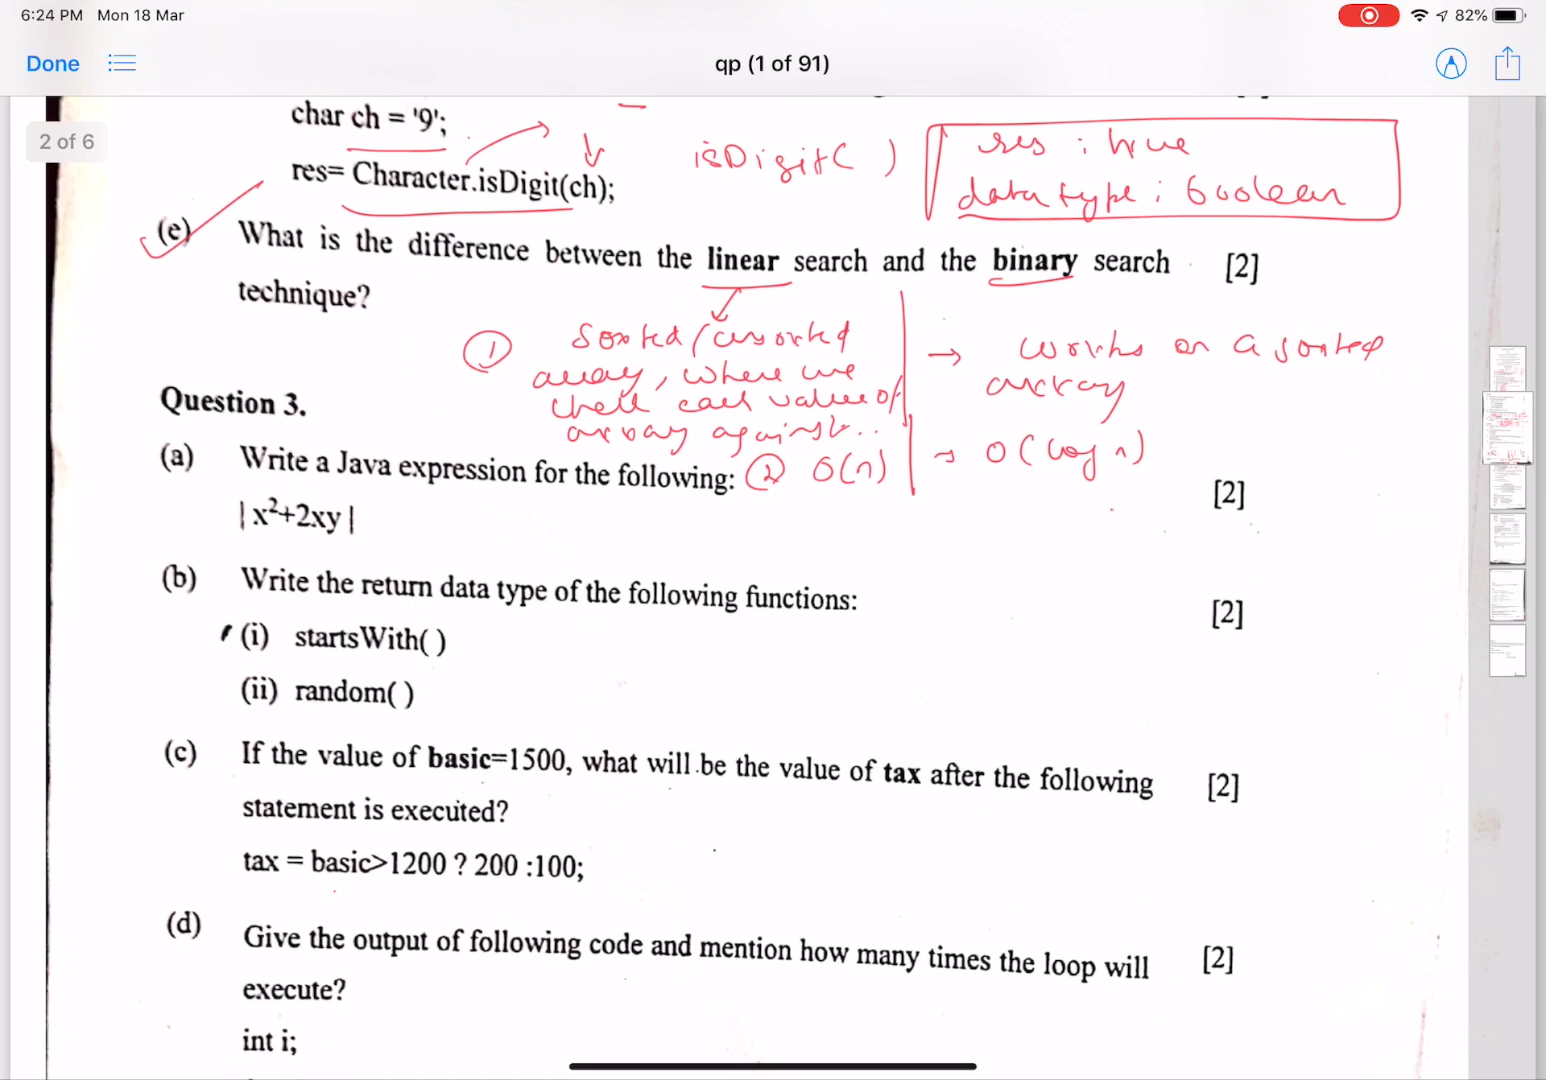 6:24 PM Mon 18 Mar
82%
Done
qp (1 of 91)
2 of 6
char ch = '9';
res= Character.isDigit(ch);
isDigit( )
res : true
data type : boolean
(e) What is the difference between the linear search and the binary search [2]
technique?
① Sorted/unsorted
array, where we
check each value of
array against..
→ works on a sorted
array
Question 3.
(a) Write a Java expression for the following: [2]
② O(n)
→ O(log n)
|x²+2xy|
(b) Write the return data type of the following functions: [2]
(i) startsWith( )
(ii) random( )
(c) If the value of basic=1500, what will be the value of tax after the following [2]
statement is executed?
tax = basic>1200 ? 200 :100;
(d) Give the output of following code and mention how many times the loop will [2]
execute?
int i;